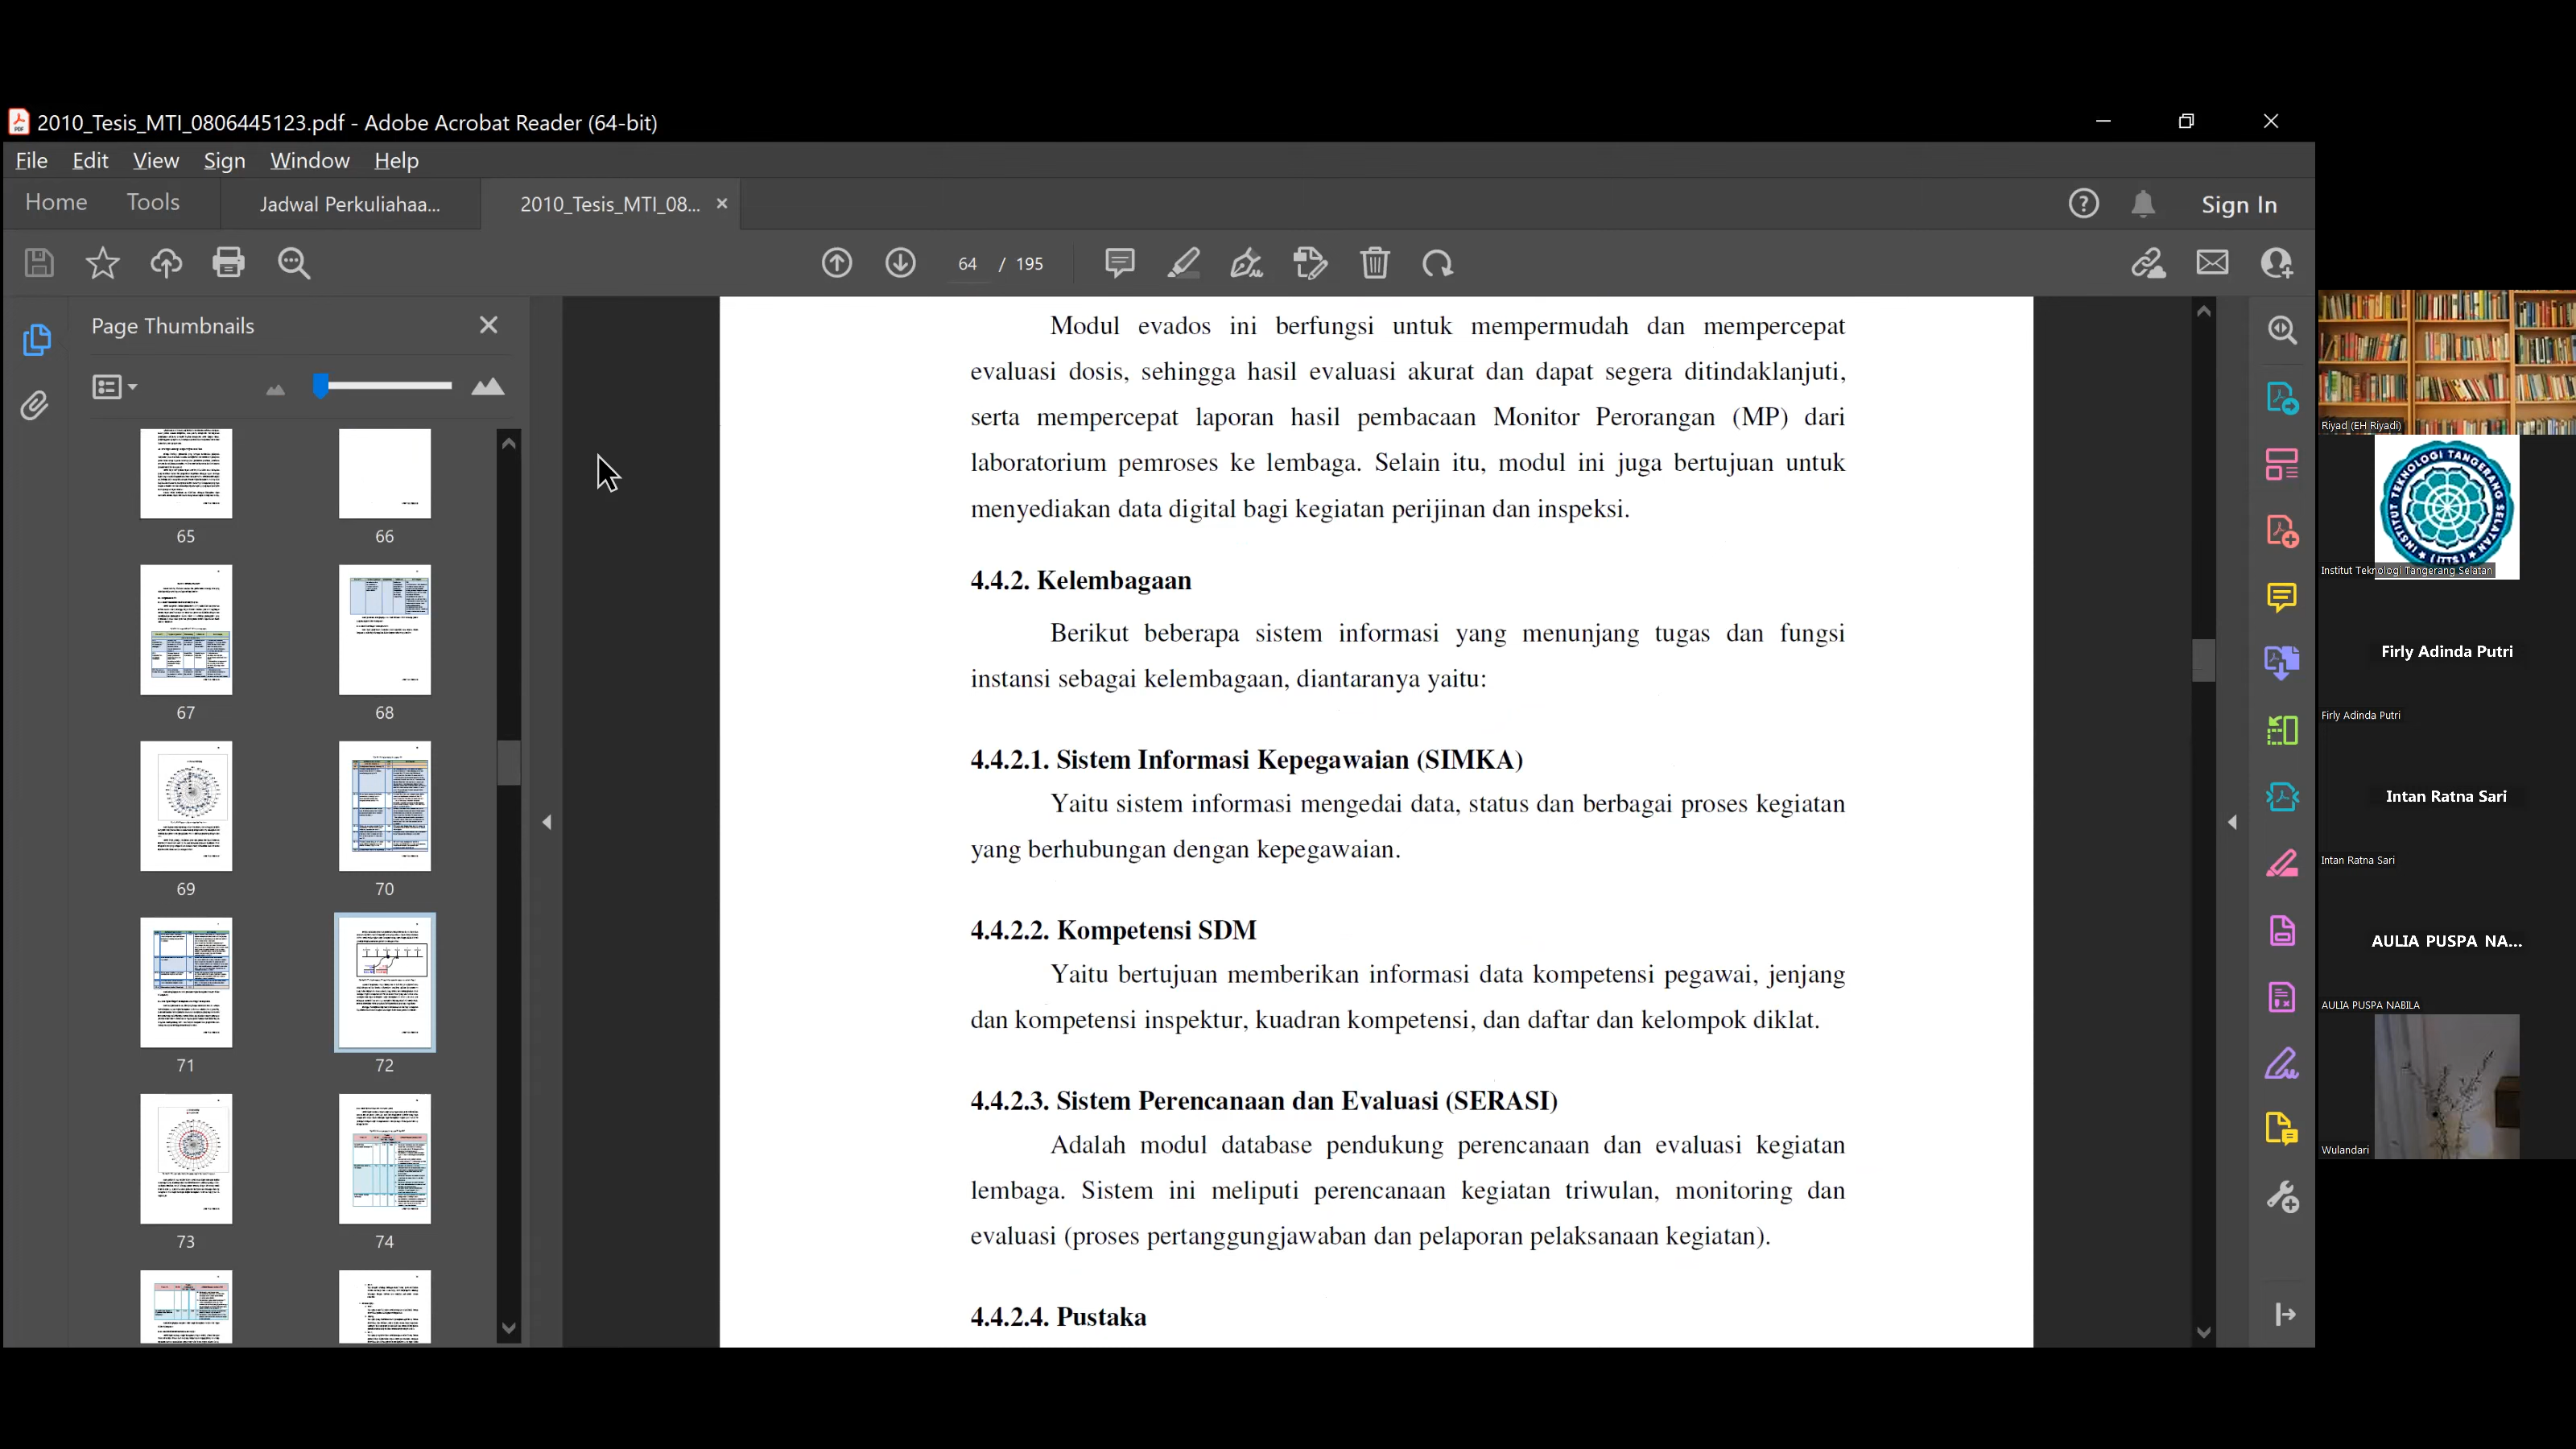 2010_Tesis_MTI_0806445123.pdf - Adobe Acrobat Reader (64-bit)
File Edit View Sign Window Help
Home Tools Jadwal Perkuliahaa... 2010_Tesis_MTI_08... Sign In
64 / 195
Page Thumbnails
65 66
67 68
69 70
71 72
73 74
Modul evados ini berfungsi untuk mempermudah dan mempercepat
evaluasi dosis, sehingga hasil evaluasi akurat dan dapat segera ditindaklanjuti,
serta mempercepat laporan hasil pembacaan Monitor Perorangan (MP) dari
laboratorium pemroses ke lembaga. Selain itu, modul ini juga bertujuan untuk
menyediakan data digital bagi kegiatan perijinan dan inspeksi.
4.4.2. Kelembagaan
Berikut beberapa sistem informasi yang menunjang tugas dan fungsi
instansi sebagai kelembagaan, diantaranya yaitu:
4.4.2.1. Sistem Informasi Kepegawaian (SIMKA)
Yaitu sistem informasi mengedai data, status dan berbagai proses kegiatan
yang berhubungan dengan kepegawaian.
4.4.2.2. Kompetensi SDM
Yaitu bertujuan memberikan informasi data kompetensi pegawai, jenjang
dan kompetensi inspektur, kuadran kompetensi, dan daftar dan kelompok diklat.
4.4.2.3. Sistem Perencanaan dan Evaluasi (SERASI)
Adalah modul database pendukung perencanaan dan evaluasi kegiatan
lembaga. Sistem ini meliputi perencanaan kegiatan triwulan, monitoring dan
evaluasi (proses pertanggungjawaban dan pelaporan pelaksanaan kegiatan).
4.4.2.4. Pustaka
Riyad (EH Riyadi)
INSTITUT TEKNOLOGI TANGERANG SELATAN
(ITTS)
Institut Teknologi Tangerang Selatan
Firly Adinda Putri
Firly Adinda Putri
Intan Ratna Sari
Intan Ratna Sari
AULIA PUSPA NA...
AULIA PUSPA NABILA
Wulandari